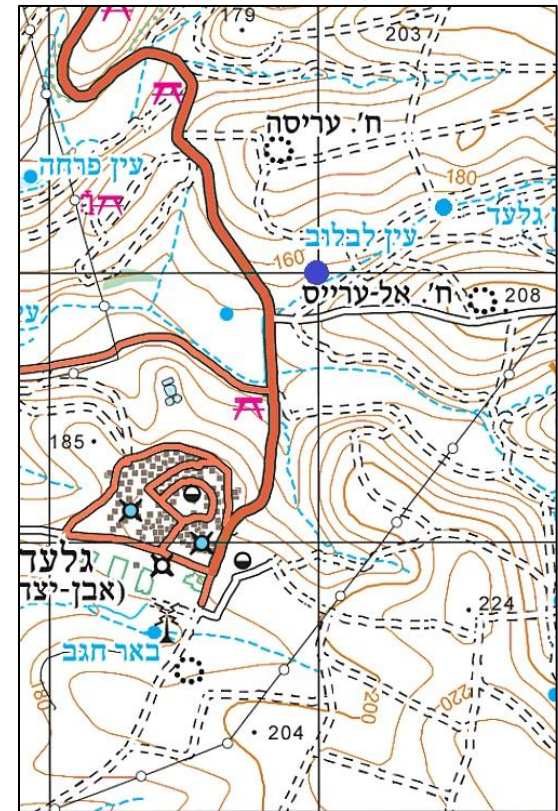 179
203
ח'. עריסה
עין פרחה
180
גלעד
עין לבלוב
160
ח'. אל-ערייס
208
185
גלעד
(אבן-יצח
224
באר חגב
180
200
220
204